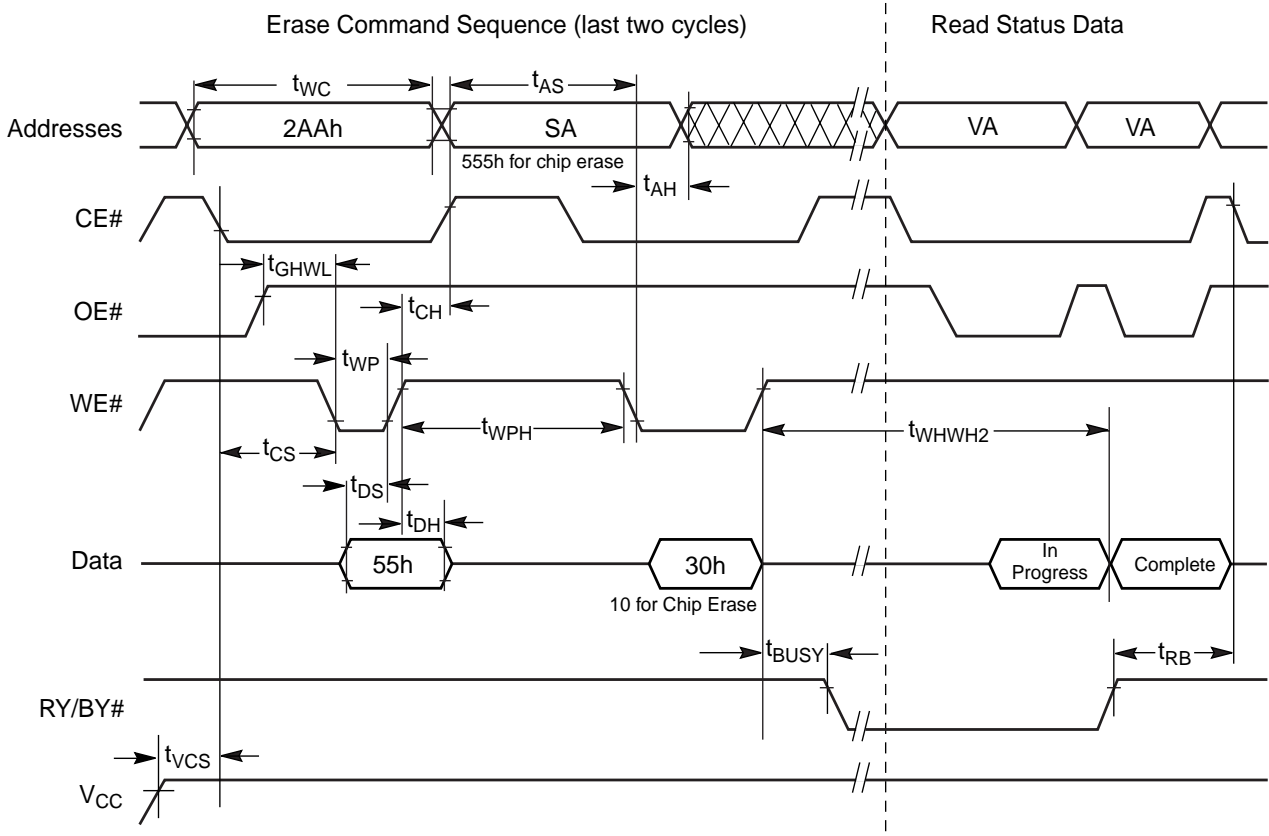 Erase Command Sequence (last two cycles)
Read Status Data
tWC
tAS
Addresses
2AAh
SA
VA
VA
555h for chip erase
tAH
CE#
tGHWL
OE#
tCH
tWP
WE#
tWPH
tWHWH2
tCS
tDS
tDH
Data
55h
30h
In
Progress
Complete
10 for Chip Erase
tBUSY
tRB
RY/BY#
tVCS
VCC